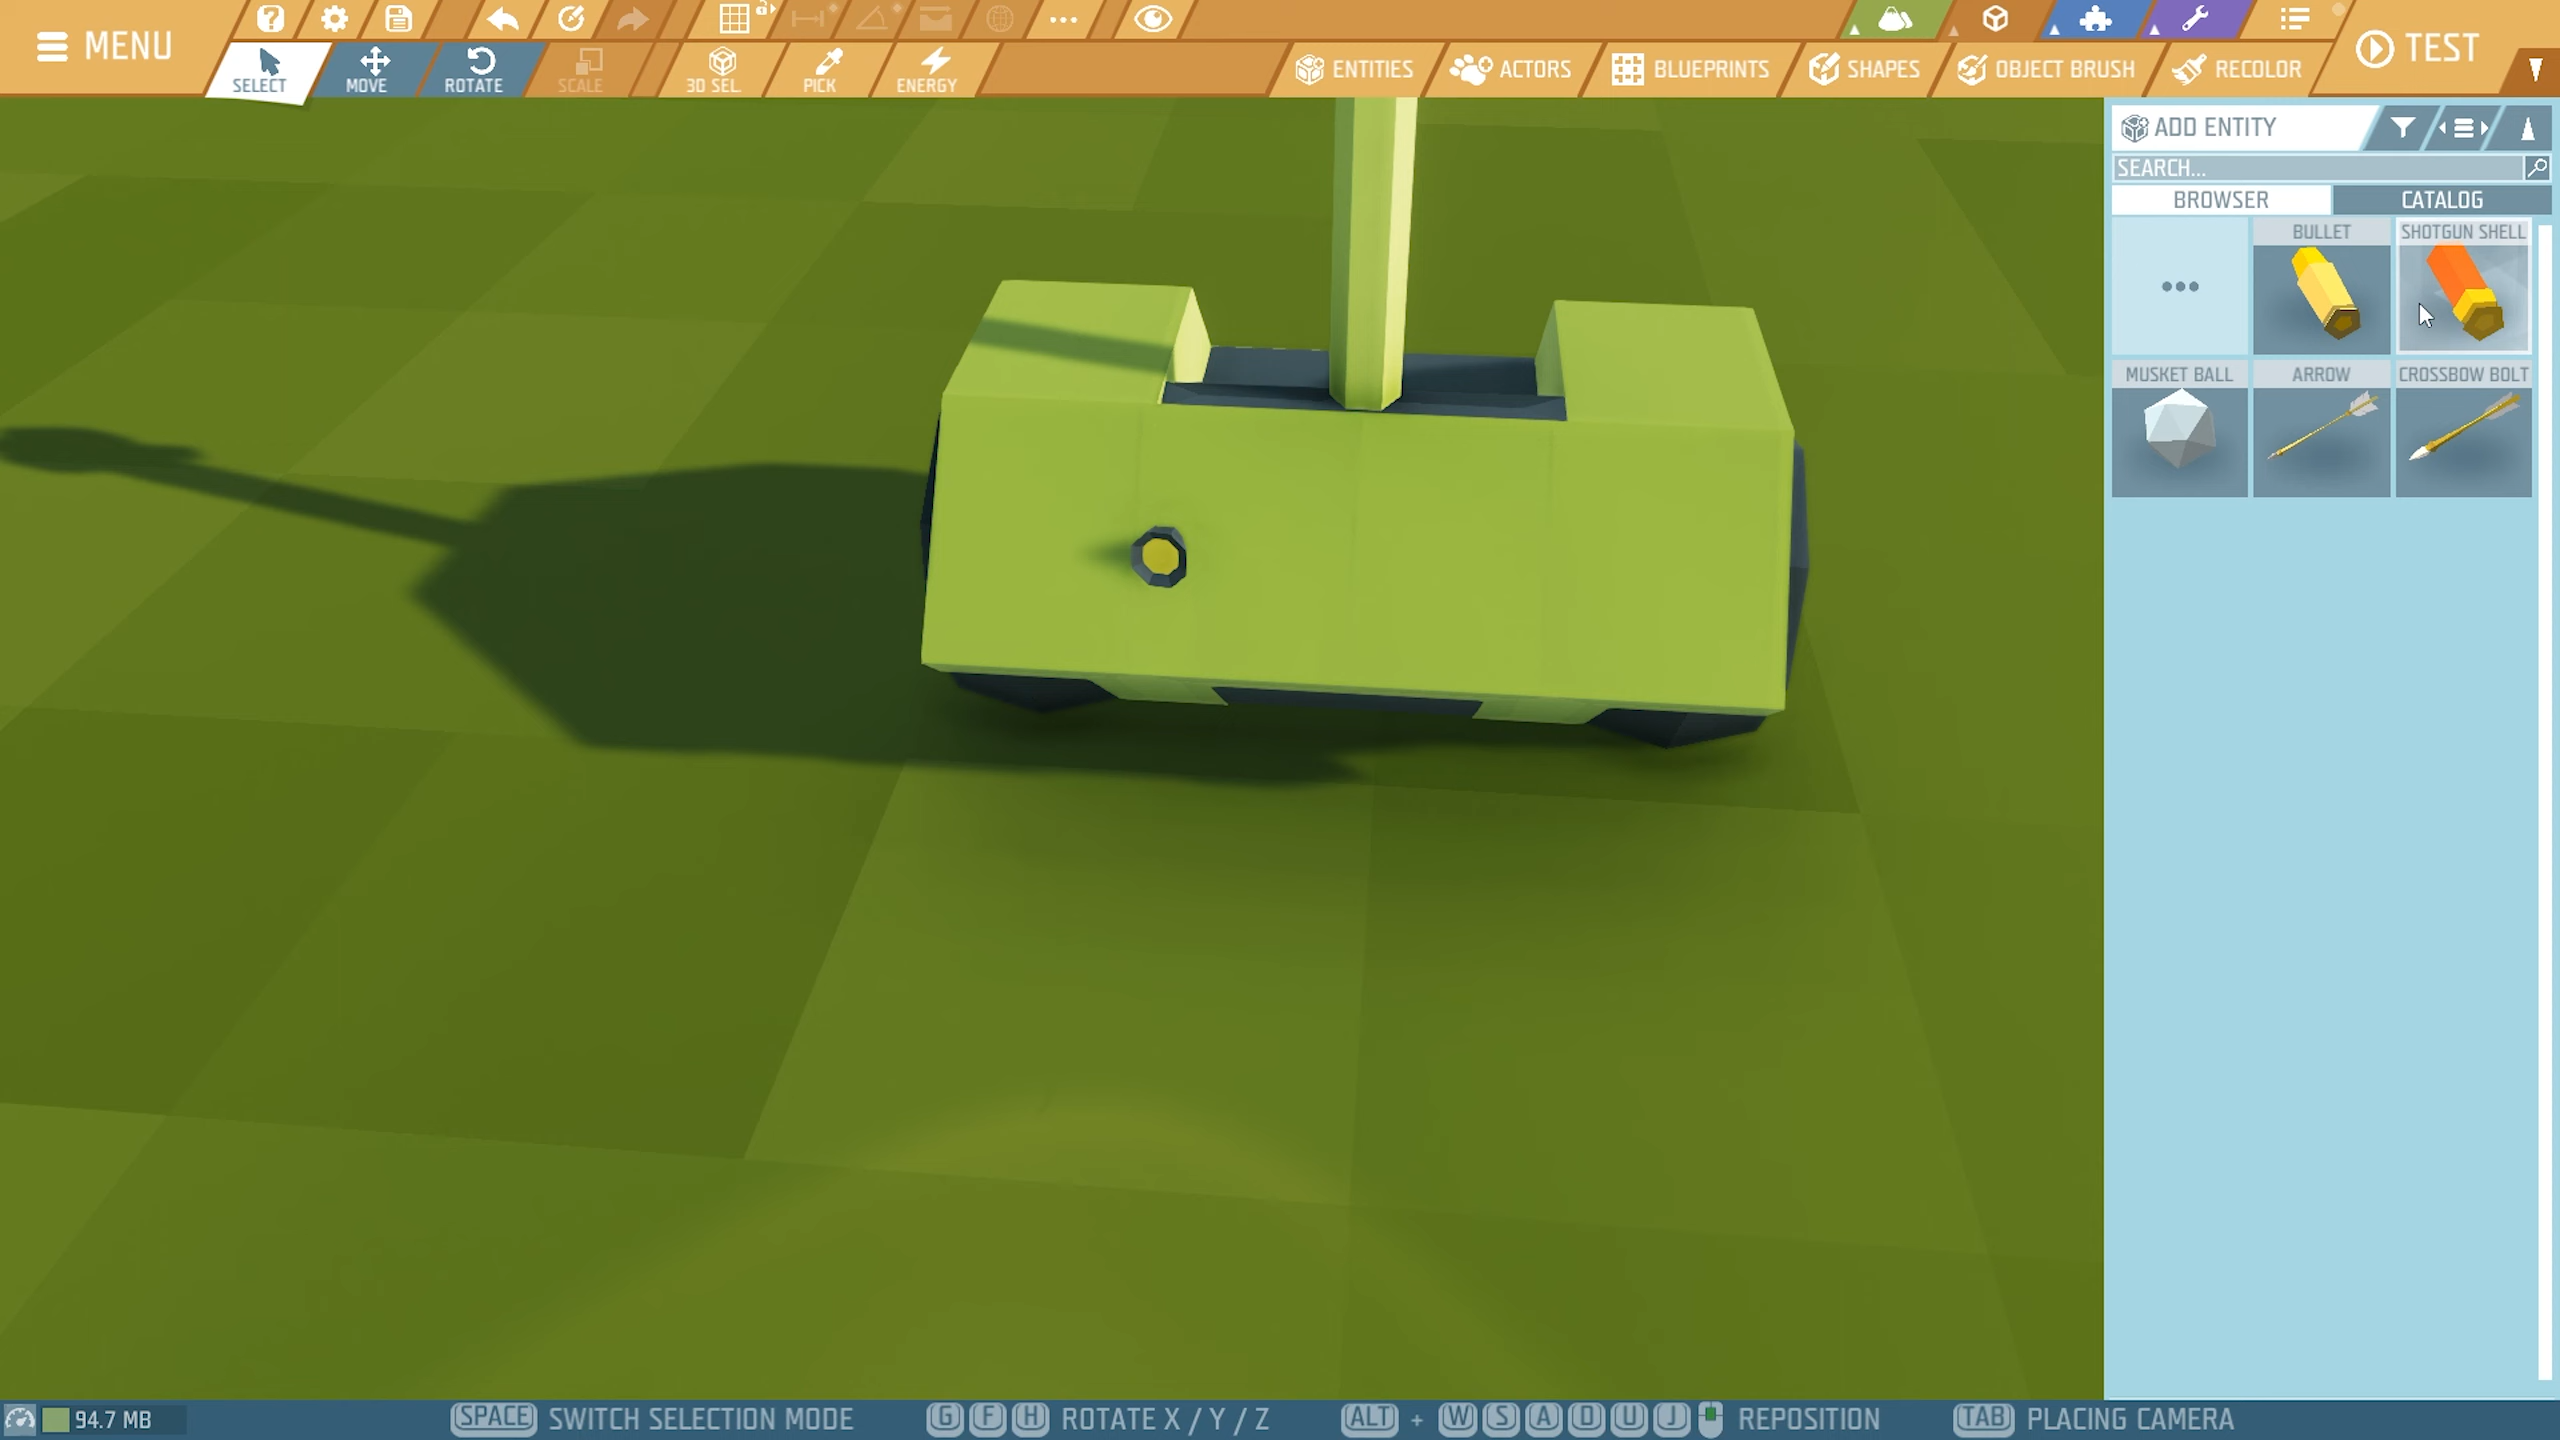 MENU
SELECT
MOVE
ROTATE
SCALE
3D SEL.
PICK
ENERGY
ENTITIES
ACTORS
BLUEPRINTS
SHAPES
OBJECT BRUSH
RECOLOR
TEST
ADD ENTITY
SEARCH...
BROWSER
CATALOG
BULLET
SHOTGUN SHELL
MUSKET BALL
ARROW
CROSSBOW BOLT
94.7 MB
SPACE SWITCH SELECTION MODE
G F H ROTATE X / Y / Z
ALT + W S A D U J REPOSITION
TAB PLACING CAMERA